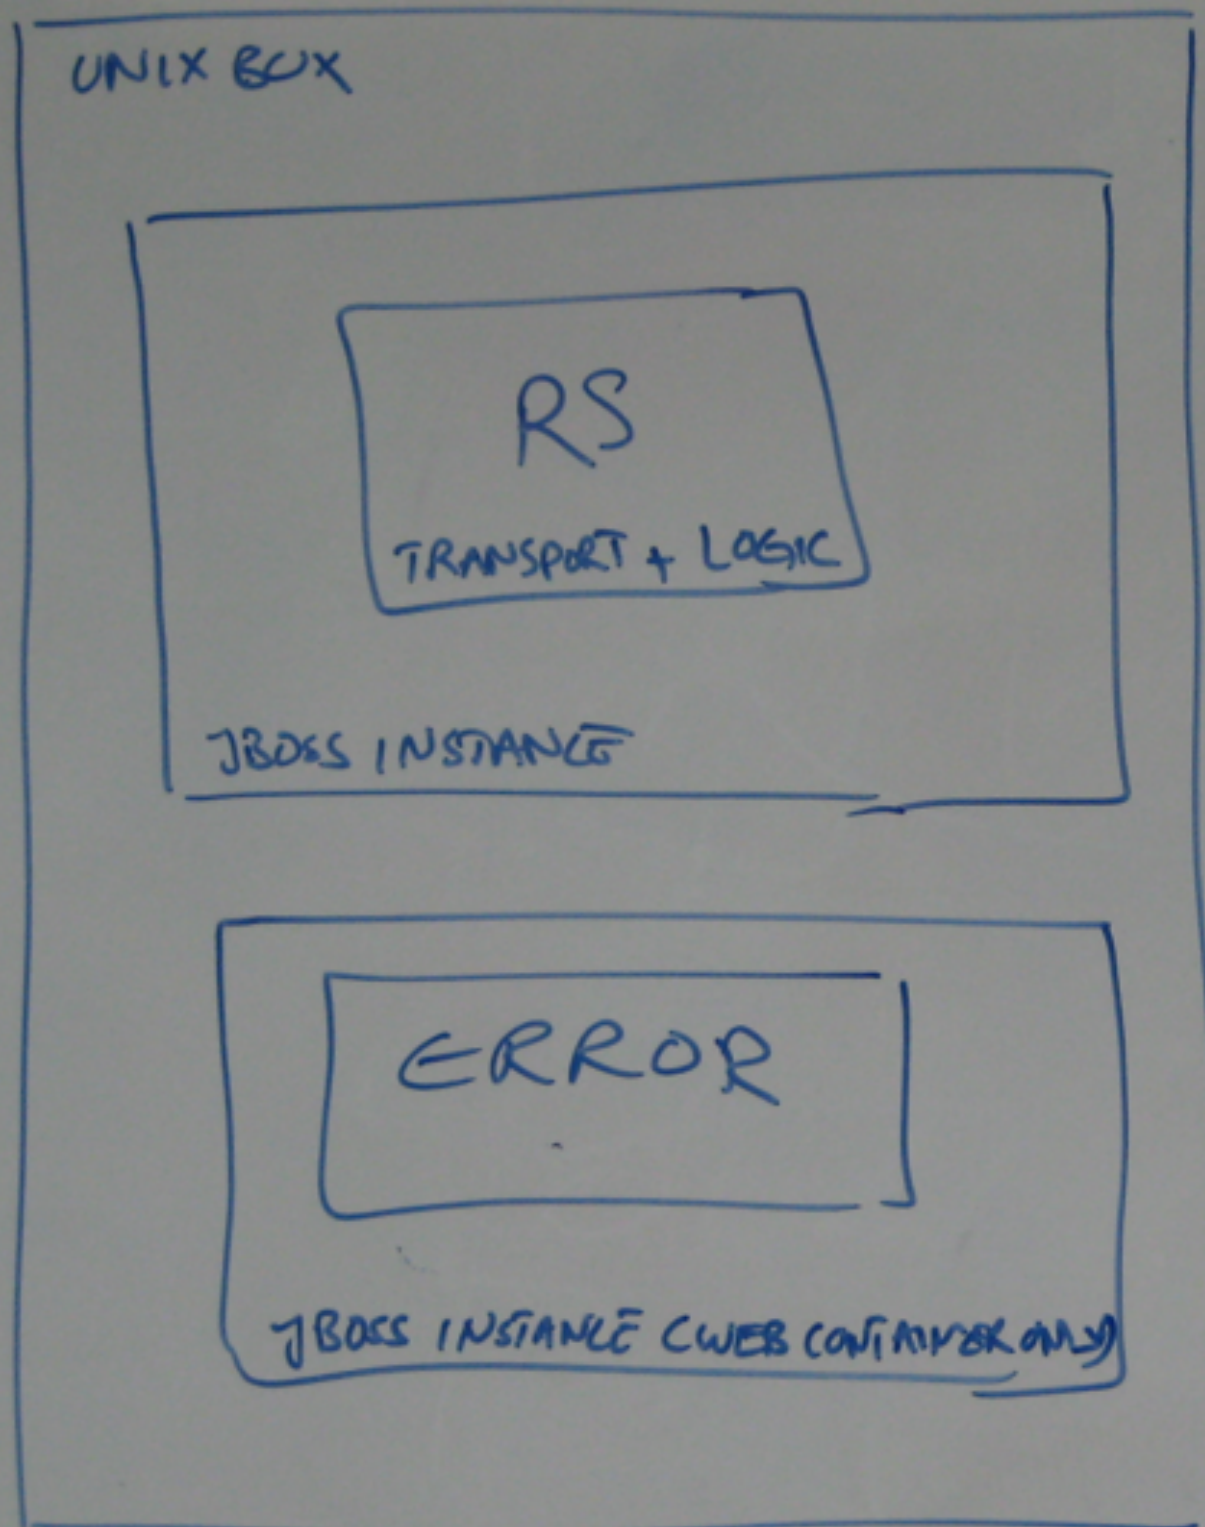 UNIX BOX
RS
TRANSPORT + LOGIC
JBOSS INSTANCE
ERROR
JBOSS INSTANCE (WEB CONTAINER ONLY)